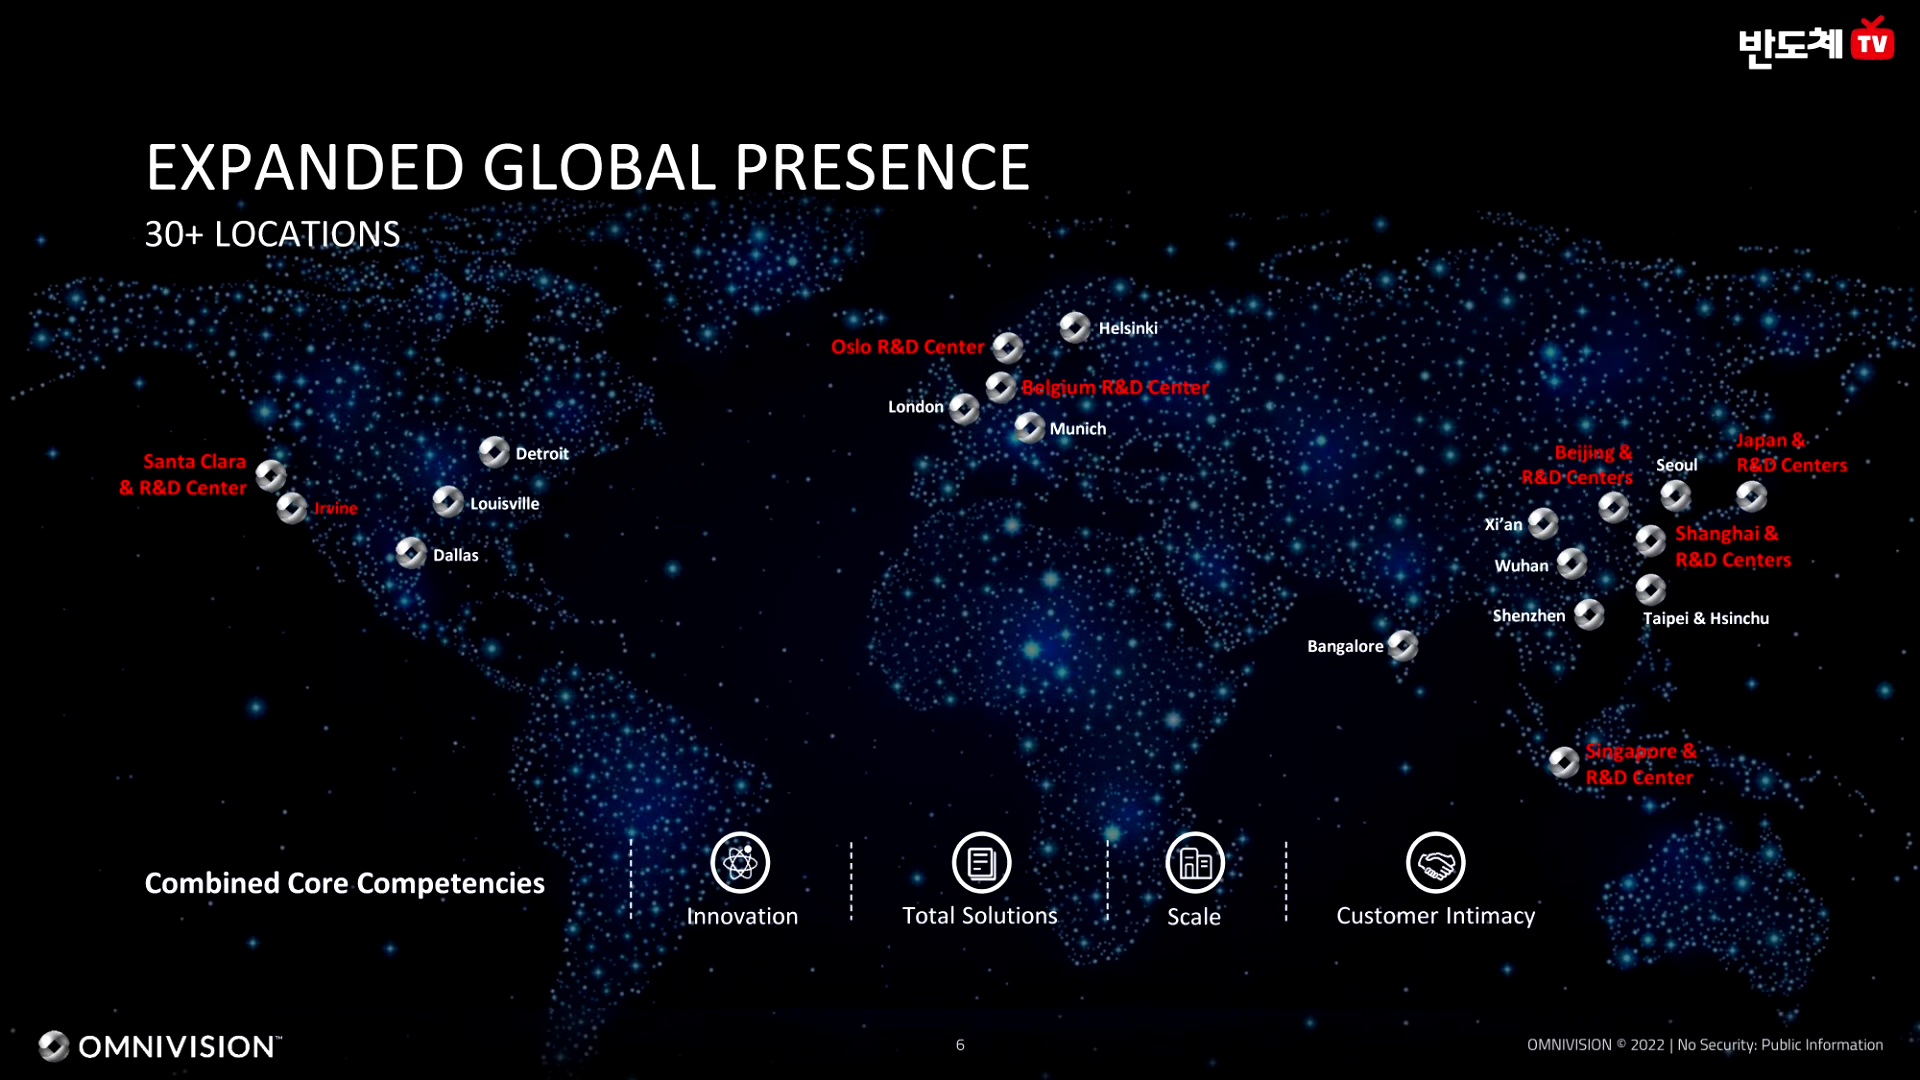 반도체 TV
EXPANDED GLOBAL PRESENCE
30+ LOCATIONS
Helsinki
Oslo R&D Center
Belgium R&D Center
London
Munich
Detroit
Santa Clara
& R&D Center
Irvine
Louisville
Dallas
Japan &
R&D Centers
Beijing &
R&D Centers
Seoul
Xi’an
Shanghai &
R&D Centers
Wuhan
Shenzhen
Taipei & Hsinchu
Bangalore
Singapore &
R&D Center
Combined Core Competencies
Innovation
Total Solutions
Scale
Customer Intimacy
OMNIVISION™
6
OMNIVISION © 2022 | No Security: Public Information